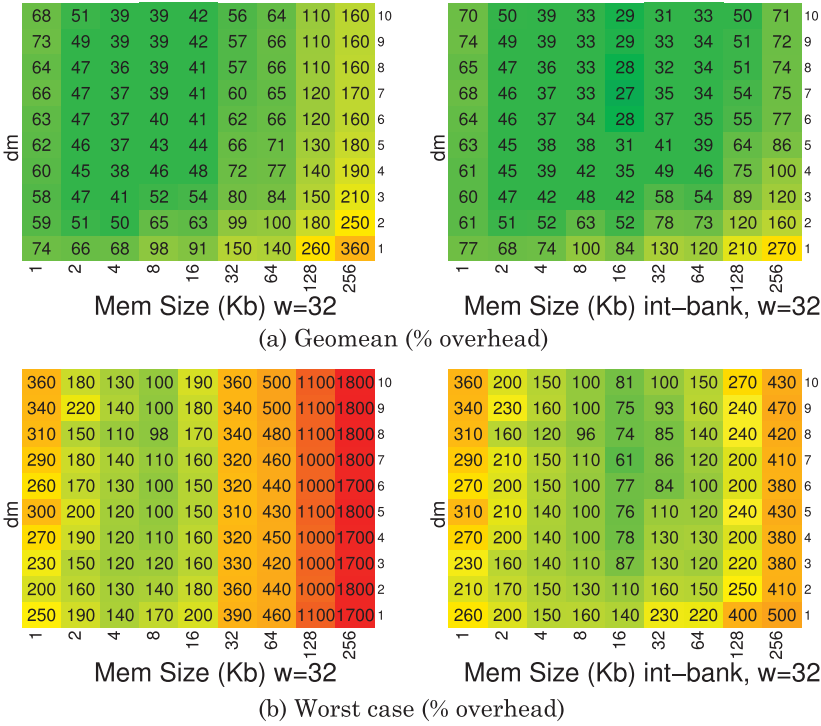 68 51 39 39 42 56 64 110 160 10 70 50 39 33 29 31 33 50 71 10
73 49 39 39 42 57 66 110 160 9 74 49 39 33 29 33 34 51 72 9
64 47 36 39 41 57 66 110 160 8 65 47 36 33 28 32 34 51 74 8
67 47 37 39 41 60 65 120 170 7 68 46 37 33 27 35 34 54 75 7
63 47 37 40 41 62 66 120 160 6 64 46 37 34 28 37 35 55 77 6
62 46 37 43 44 66 71 130 180 5 63 45 38 38 31 41 39 64 86 5
60 45 38 46 48 72 77 140 190 4 61 45 39 42 35 49 46 75 100 4
58 47 41 52 54 80 84 150 210 3 60 47 42 48 42 58 54 89 120 3
59 51 50 65 63 99 100 180 250 2 61 51 52 63 52 78 73 120 160 2
74 66 68 98 91 150 140 260 360 1 77 68 74 100 84 130 120 210 270 1
dm
1 2 4 8 16 32 64 128 256 1 2 4 8 16 32 64 128 256
Mem Size (Kb) w=32 Mem Size (Kb) int-bank, w=32
(a) Geomean (% overhead)
360 180 130 100 190 360 500 1100 1800 10 360 200 150 100 81 100 150 270 430 10
340 220 140 100 180 340 500 1100 1800 9 340 230 160 100 75 93 160 240 470 9
310 150 110 98 170 340 480 1100 1800 8 310 160 120 96 74 85 140 240 420 8
290 180 140 110 160 320 460 1000 1800 7 290 210 150 110 61 86 120 200 410 7
260 170 130 100 150 320 440 1000 1700 6 270 200 150 100 77 84 100 200 380 6
300 200 120 100 150 310 430 1100 1800 5 310 210 140 100 76 110 120 240 430 5
270 190 120 110 160 320 450 1000 1700 4 270 200 140 100 78 130 130 200 380 4
230 150 120 120 160 320 440 1000 1700 3 230 160 140 110 87 130 120 220 380 3
200 160 130 140 180 360 440 1000 1800 2 210 170 150 130 110 160 150 250 410 2
250 190 140 170 200 390 460 1100 1700 1 260 200 150 160 140 230 220 400 500 1
dm
1 2 4 8 16 32 64 128 256 1 2 4 8 16 32 64 128 256
Mem Size (Kb) w=32 Mem Size (Kb) int-bank, w=32
(b) Worst case (% overhead)